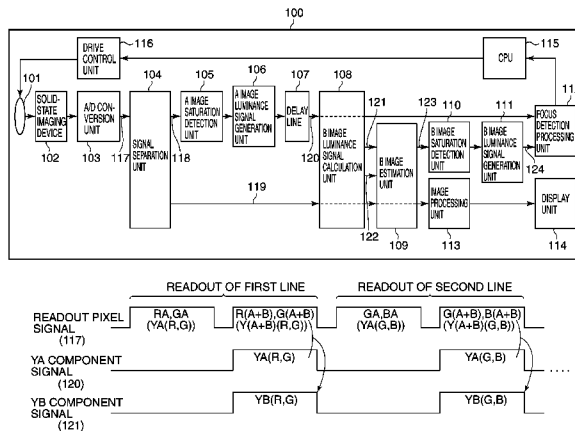 100
DRIVE CONTROL UNIT
116
CPU
115
101
104
105
106
107
108
SOLID-STATE IMAGING DEVICE
102
A/D CONVERSION UNIT
103
117
SIGNAL SEPARATION UNIT
118
A IMAGE SATURATION DETECTION UNIT
A IMAGE LUMINANCE SIGNAL GENERATION UNIT
DELAY LINE
120
B IMAGE LUMINANCE SIGNAL CALCULATION UNIT
121
122
B IMAGE ESTIMATION UNIT
109
123
110
B IMAGE SATURATION DETECTION UNIT
111
B IMAGE LUMINANCE SIGNAL GENERATION UNIT
124
FOCUS DETECTION PROCESSING UNIT
119
IMAGE PROCESSING UNIT
113
DISPLAY UNIT
114
READOUT OF FIRST LINE
READOUT OF SECOND LINE
READOUT PIXEL SIGNAL (117)
RA,GA (YA(R,G))
R(A+B),G(A+B) (Y(A+B)(R,G))
GA,BA (YA(G,B))
G(A+B),B(A+B) (Y(A+B)(G,B))
YA COMPONENT SIGNAL (120)
YA(R,G)
YA(G,B)
YB COMPONENT SIGNAL (121)
YB(R,G)
YB(G,B)